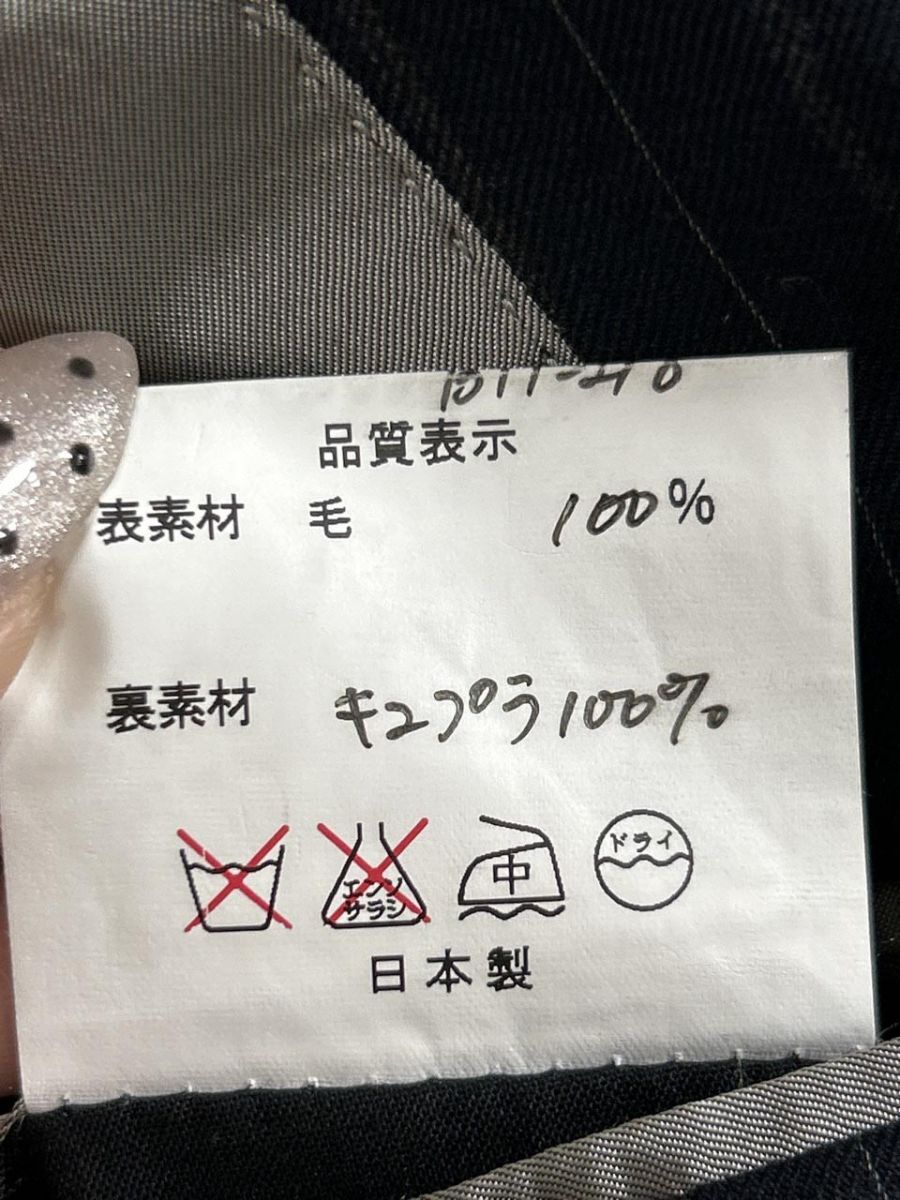 品質表示
表素材 毛 100%
裏素材 キュプラ100%
エンソ
サラシ
中
ドライ
日本製